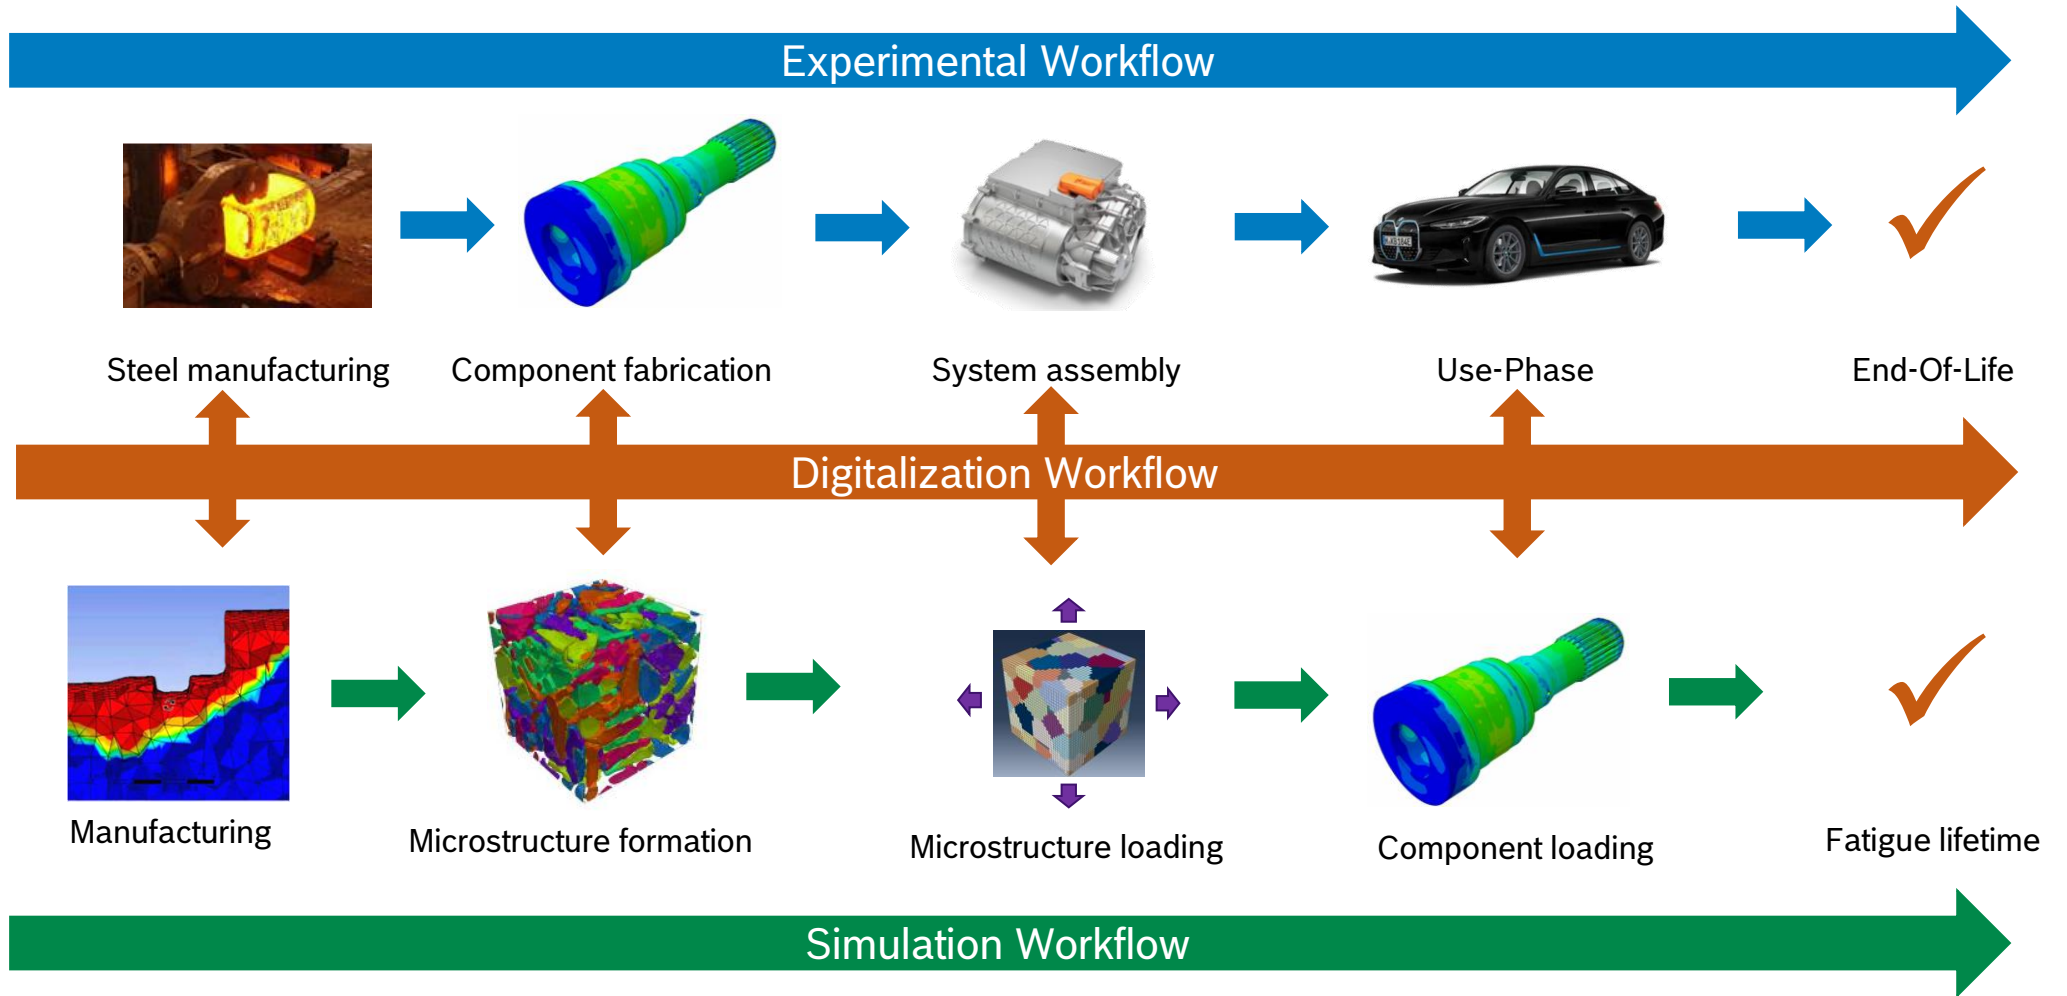 Experimental Workflow
Steel manufacturing
Component fabrication
System assembly
Use-Phase
End-Of-Life
Digitalization Workflow
Manufacturing
Microstructure formation
Microstructure loading
Component loading
Fatigue lifetime
Simulation Workflow